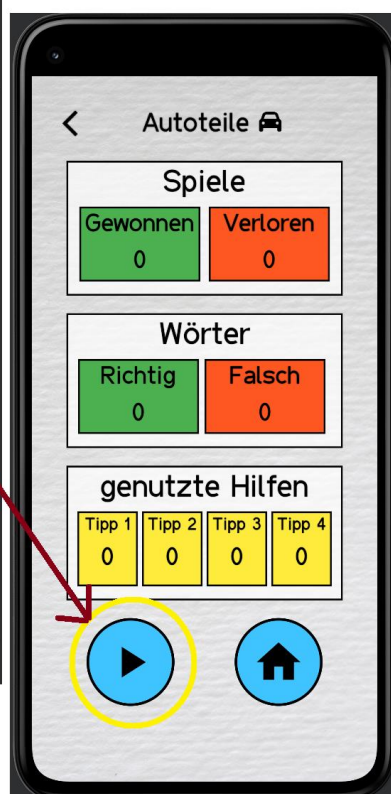 Autoteile
Spiele
Gewonnen Verloren
0 0
Wörter
Richtig Falsch
0 0
genutzte Hilfen
Tipp 1 Tipp 2 Tipp 3 Tipp 4
0 0 0 0